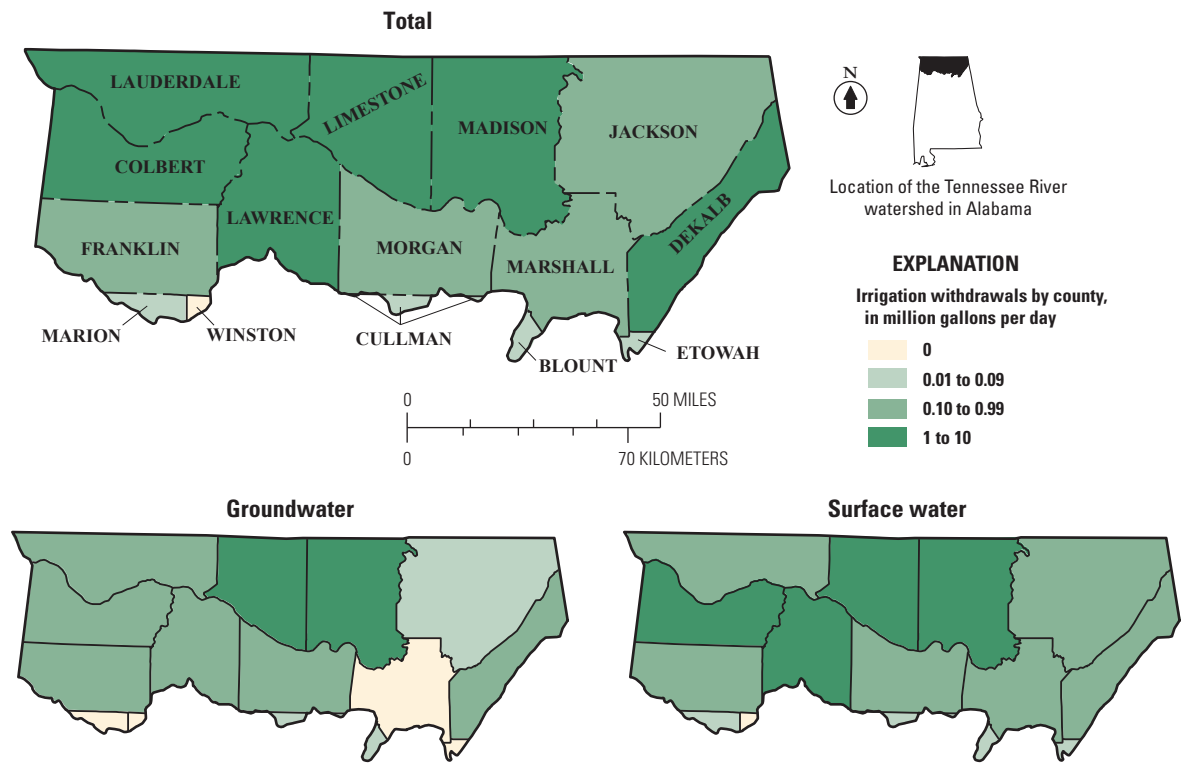 Total
LAUDERDALE
LIMESTONE
MADISON
JACKSON
COLBERT
LAWRENCE
DEKALB
FRANKLIN
MORGAN
MARSHALL
MARION
WINSTON
CULLMAN
BLOUNT
ETOWAH
0
50 MILES
0
70 KILOMETERS
N
Location of the Tennessee River
watershed in Alabama
EXPLANATION
Irrigation withdrawals by county,
in million gallons per day
0
0.01 to 0.09
0.10 to 0.99
1 to 10
Groundwater
Surface water